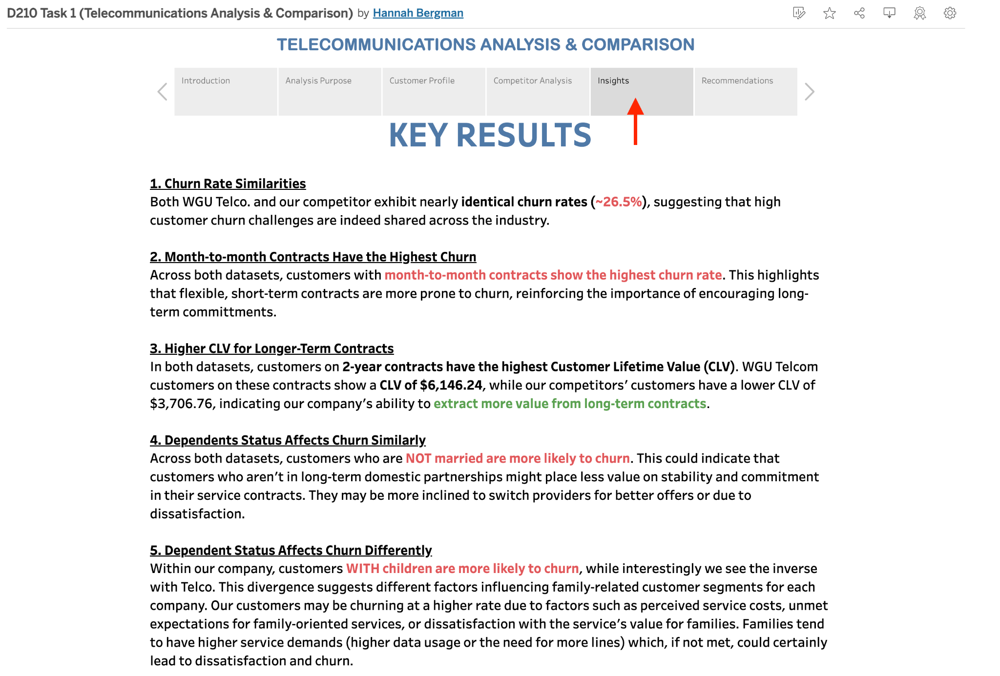 D210 Task 1 (Telecommunications Analysis & Comparison) by Hannah Bergman
TELECOMMUNICATIONS ANALYSIS & COMPARISON
Introduction
Analysis Purpose
Customer Profile
Competitor Analysis
Insights
Recommendations
KEY RESULTS
1. Churn Rate Similarities
Both WGU Telco. and our competitor exhibit nearly identical churn rates (~26.5%), suggesting that high
customer churn challenges are indeed shared across the industry.
2. Month-to-month Contracts Have the Highest Churn
Across both datasets, customers with month-to-month contracts show the highest churn rate. This highlights
that flexible, short-term contracts are more prone to churn, reinforcing the importance of encouraging long-
term committments.
3. Higher CLV for Longer-Term Contracts
In both datasets, customers on 2-year contracts have the highest Customer Lifetime Value (CLV). WGU Telcom
customers on these contracts show a CLV of $6,146.24, while our competitors’ customers have a lower CLV of
$3,706.76, indicating our company’s ability to extract more value from long-term contracts.
4. Dependents Status Affects Churn Similarly
Across both datasets, customers who are NOT married are more likely to churn. This could indicate that
customers who aren’t in long-term domestic partnerships might place less value on stability and commitment
in their service contracts. They may be more inclined to switch providers for better offers or due to
dissatisfaction.
5. Dependent Status Affects Churn Differently
Within our company, customers WITH children are more likely to churn, while interestingly we see the inverse
with Telco. This divergence suggests different factors influencing family-related customer segments for each
company. Our customers may be churning at a higher rate due to factors such as perceived service costs, unmet
expectations for family-oriented services, or dissatisfaction with the service’s value for families. Families tend
to have higher service demands (higher data usage or the need for more lines) which, if not met, could certainly
lead to dissatisfaction and churn.